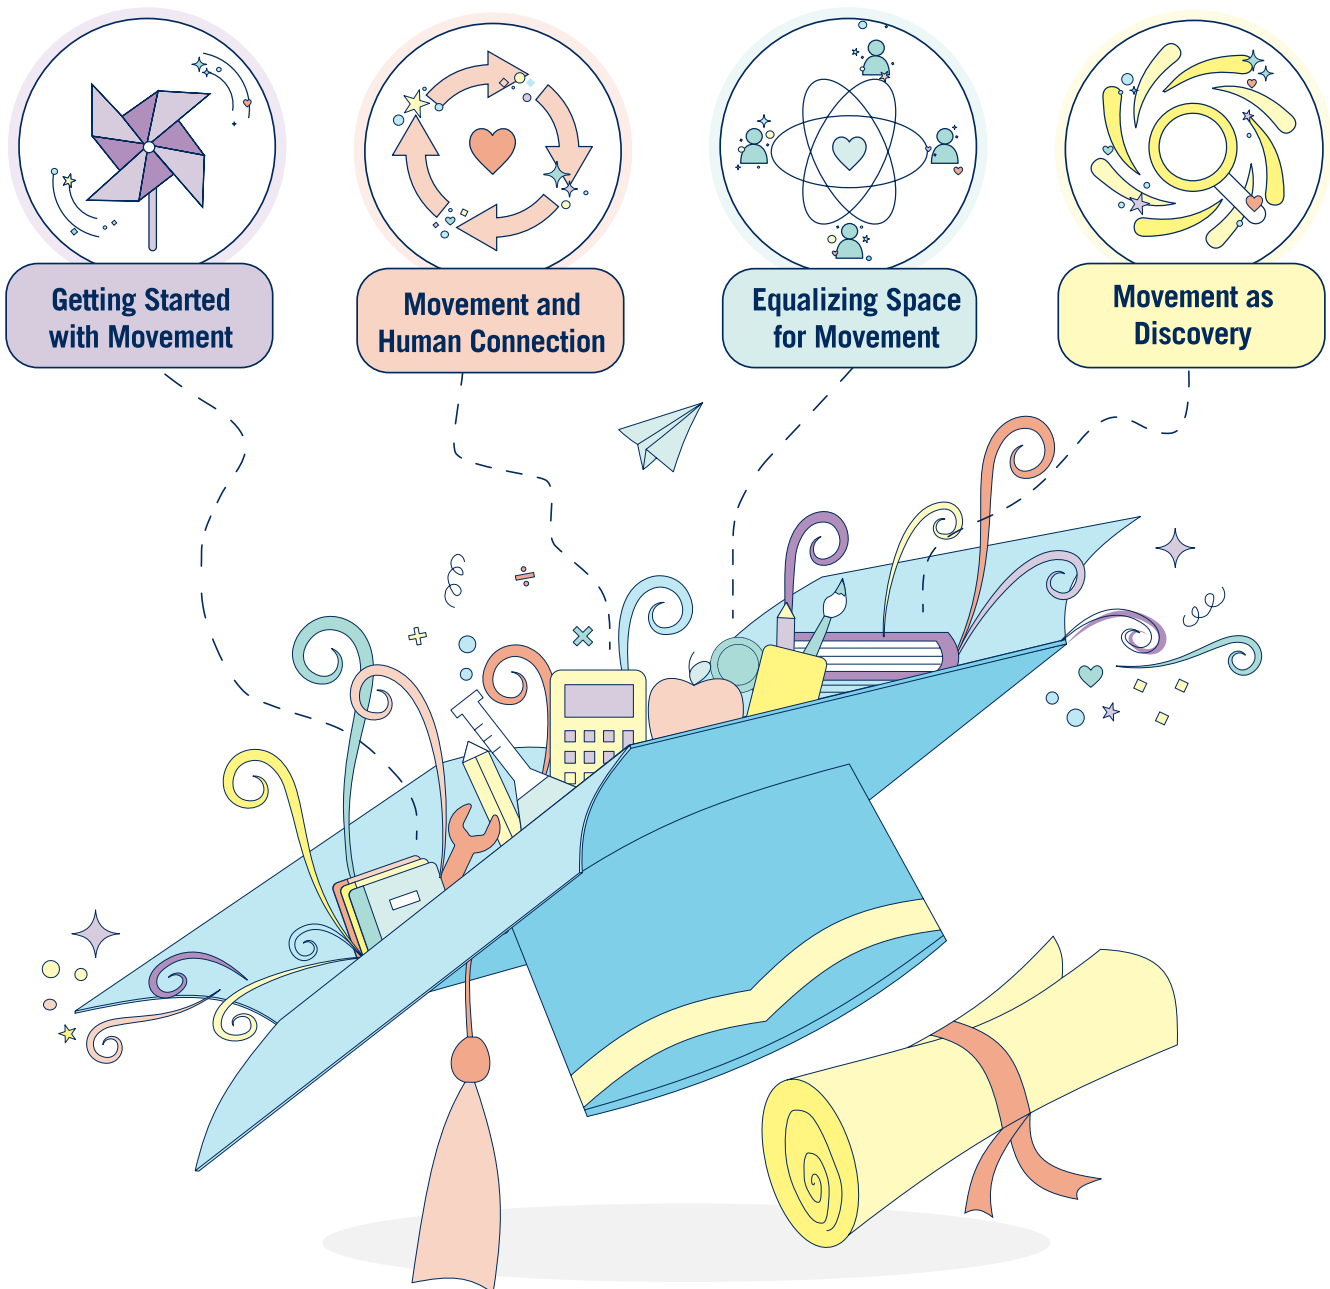 Getting Started
with Movement
Movement and
Human Connection
Equalizing Space
for Movement
Movement as
Discovery